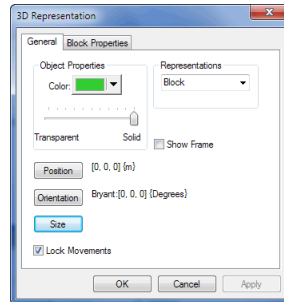 3D Representation
General
Block Properties
Object Properties
Color:
Transparent
Solid
Representations
Block
Show Frame
Position
[0, 0, 0] {m}
Orientation
Bryant:[0, 0, 0] {Degrees}
Size
Lock Movements
OK
Cancel
Apply